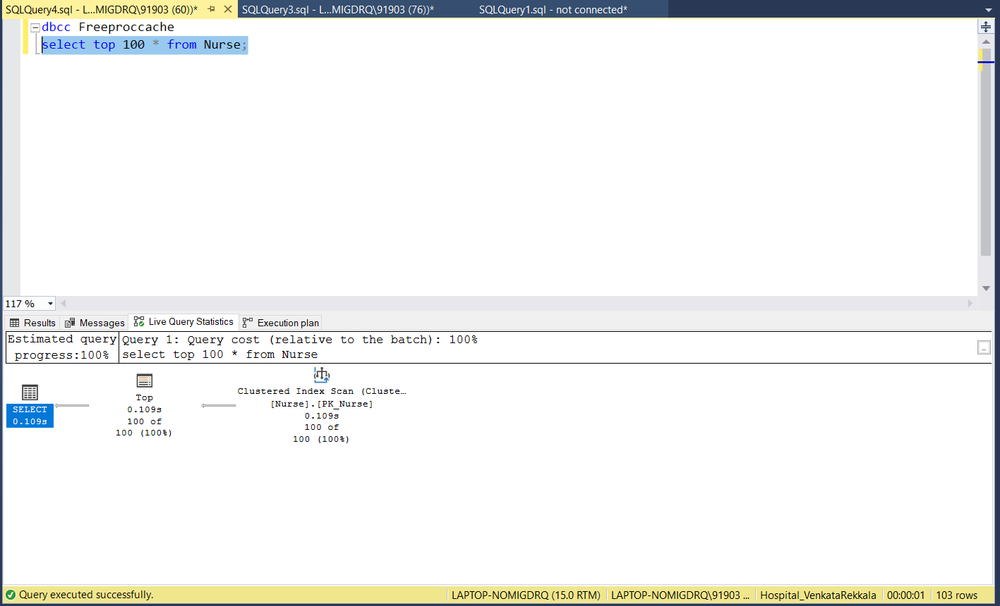 SQLQuery4.sql - L...MIGDRQ\91903 (60))* SQLQuery3.sql - L...MIGDRQ\91903 (76))* SQLQuery1.sql - not connected*
dbcc Freeproccache
select top 100 * from Nurse;
117 %
Results Messages Live Query Statistics Execution plan
Estimated query Query 1: Query cost (relative to the batch): 100%
progress:100% select top 100 * from Nurse
SELECT
0.109s
Top
0.109s
100 of
100 (100%)
Clustered Index Scan (Cluste…
[Nurse].[PK_Nurse]
0.109s
100 of
100 (100%)
Query executed successfully. LAPTOP-NOMIGDRQ (15.0 RTM) LAPTOP-NOMIGDRQ\91903 ... Hospital_VenkataRekkala 00:00:01 103 rows